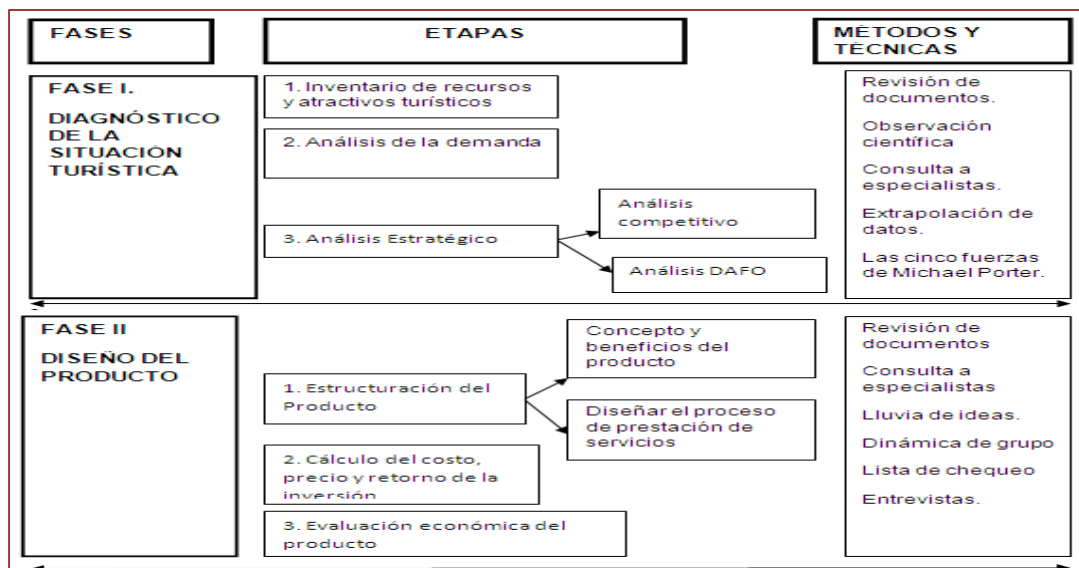 FASES
ETAPAS
MÉTODOS Y
TÉCNICAS
FASE I.
DIAGNÓSTICO
DE LA
SITUACIÓN
TURÍSTICA
1. Inventario de recursos
y atractivos turísticos
2. Análisis de la demanda
3. Análisis Estratégico
Análisis
competitivo
Análisis DAFO
Revisión de
documentos.
Observación
científica
Consulta a
especialistas.
Extrapolación de
datos.
Las cinco fuerzas
de Michael Porter.
FASE II
DISEÑO DEL
PRODUCTO
1. Estructuración del
Producto
Concepto y
beneficios del
producto
Diseñar el proceso
de prestación de
servicios
2. Cálculo del costo,
precio y retorno de la
inversión
3. Evaluación económica del
producto
Revisión de
documentos
Consulta a
especialistas
Lluvia de ideas.
Dinámica de grupo
Lista de chequeo
Entrevistas.